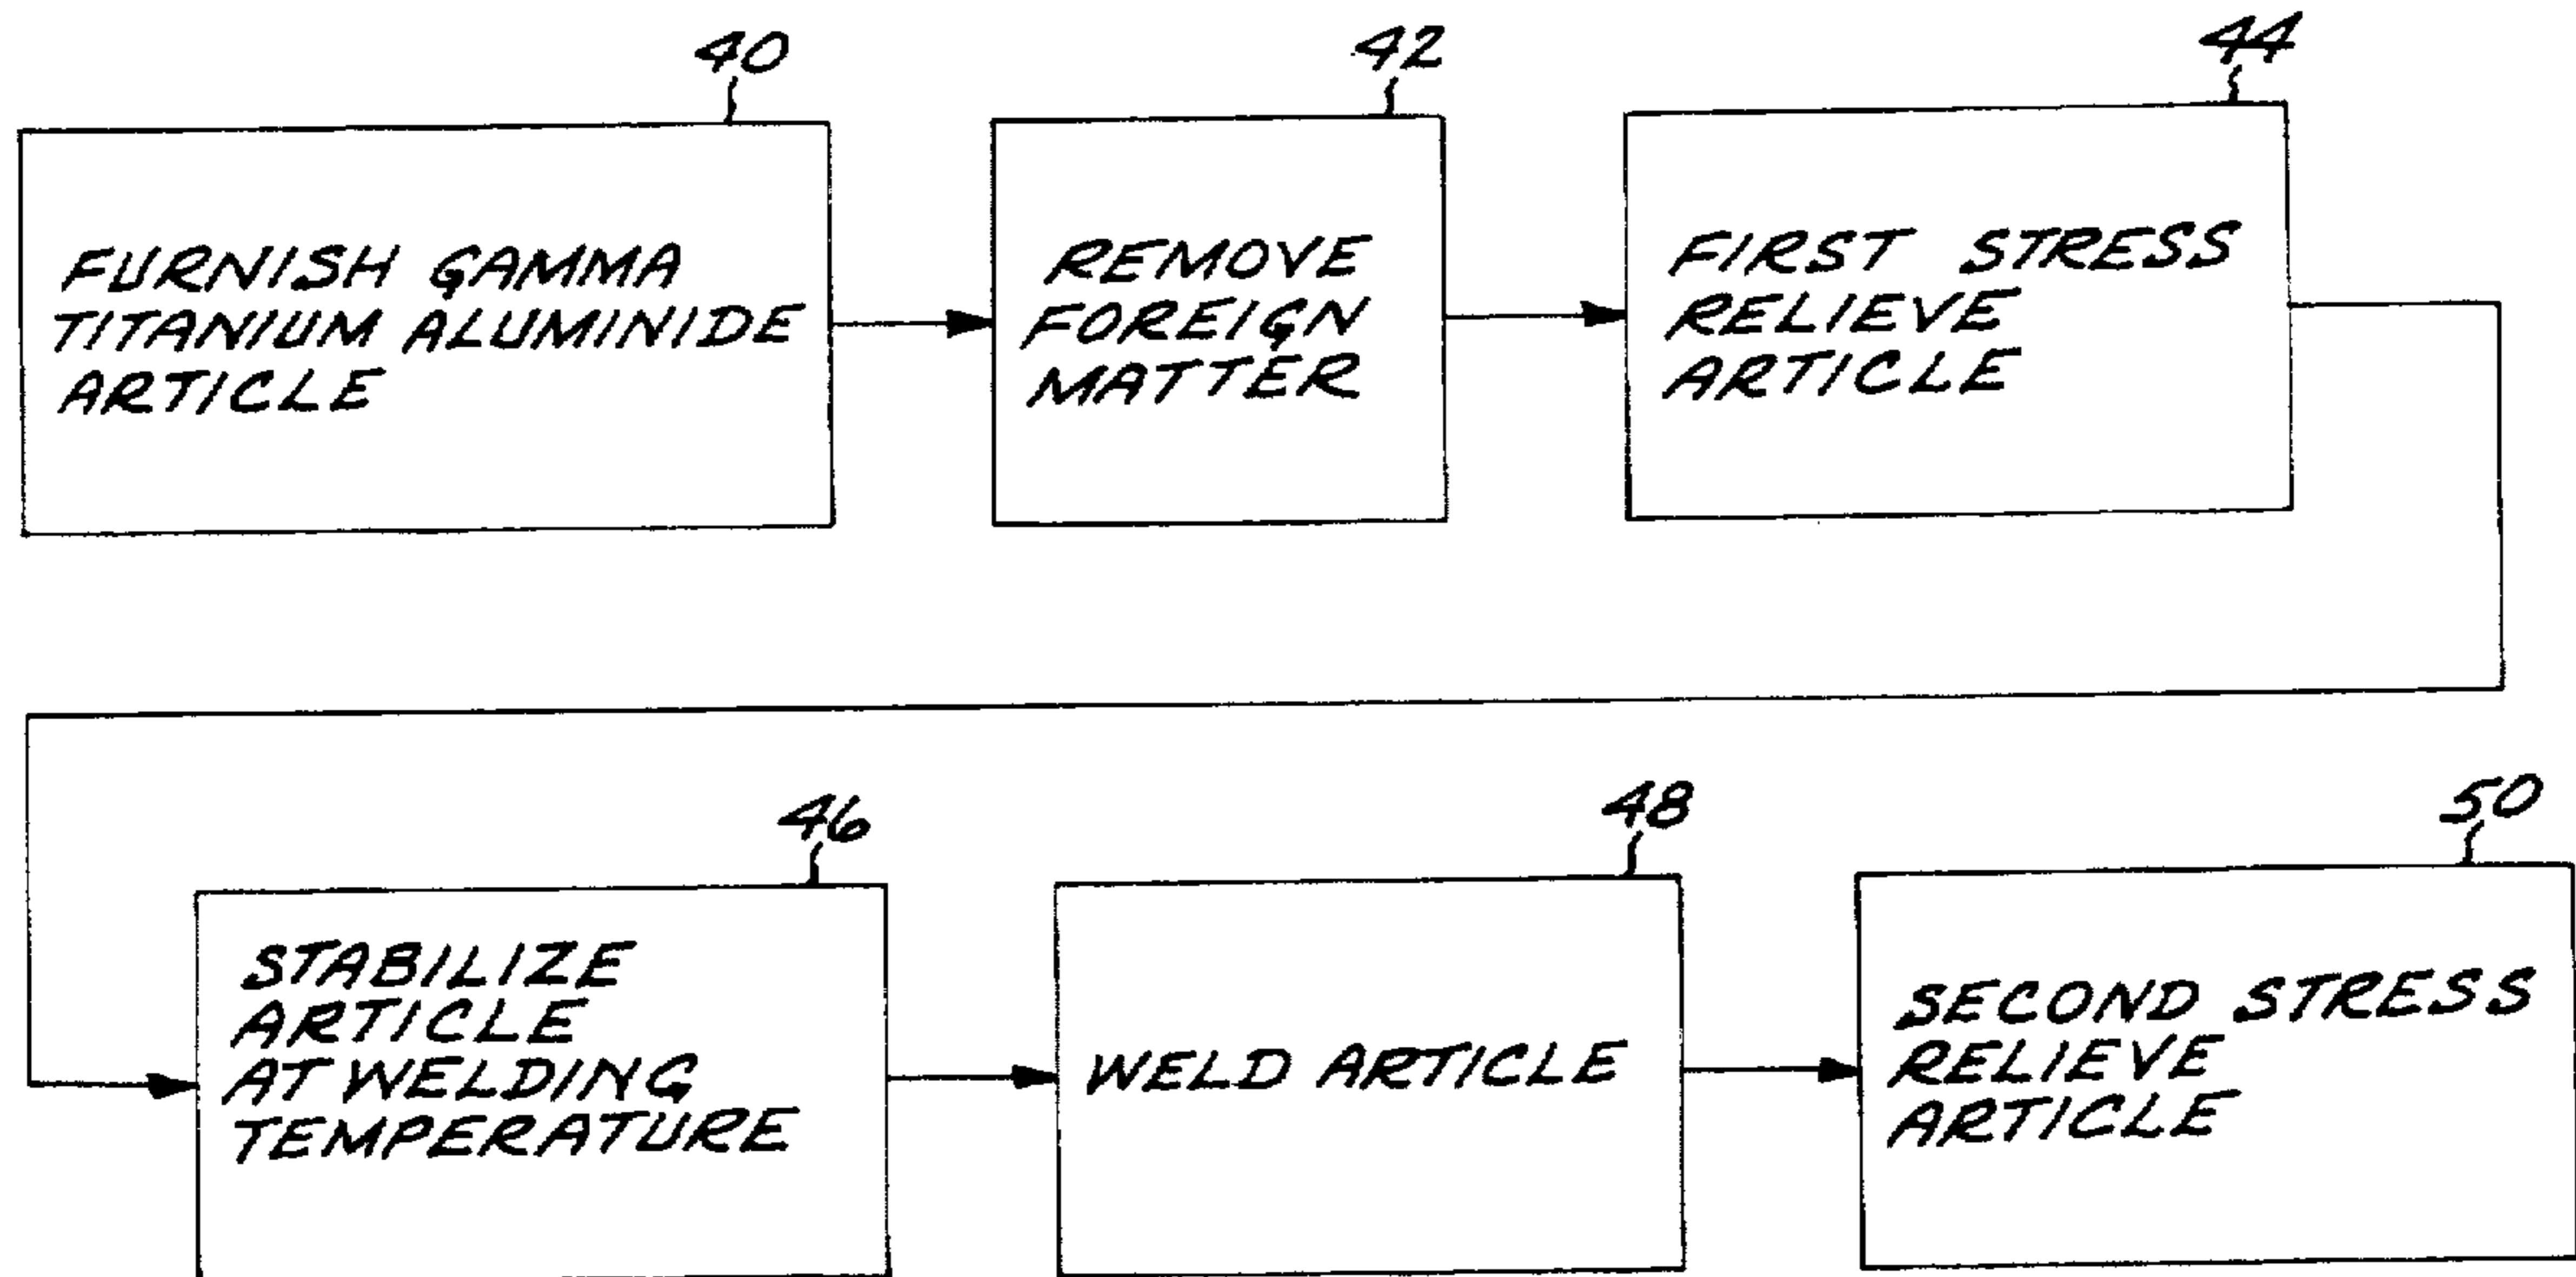 40
FURNISH GAMMA
TITANIUM ALUMINIDE
ARTICLE
42
REMOVE
FOREIGN
MATTER
44
FIRST STRESS
RELIEVE
ARTICLE
46
STABILIZE
ARTICLE
AT WELDING
TEMPERATURE
48
WELD ARTICLE
50
SECOND STRESS
RELIEVE
ARTICLE